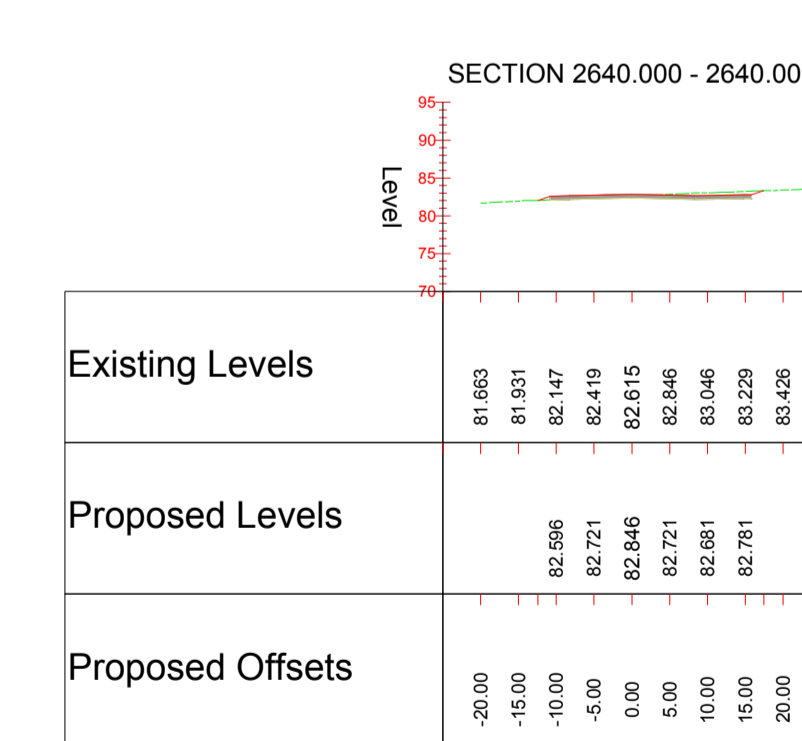 SECTION 2640.000 - 2640.00
95
90
85
80
75
70
Level
Existing Levels
81.663 81.931 82.147 82.419 82.615 82.846 83.046 83.229 83.426
Proposed Levels
82.596 82.721 82.846 82.721 82.681 82.781
Proposed Offsets
-20.00 -15.00 -10.00 -5.00 0.00 5.00 10.00 15.00 20.00